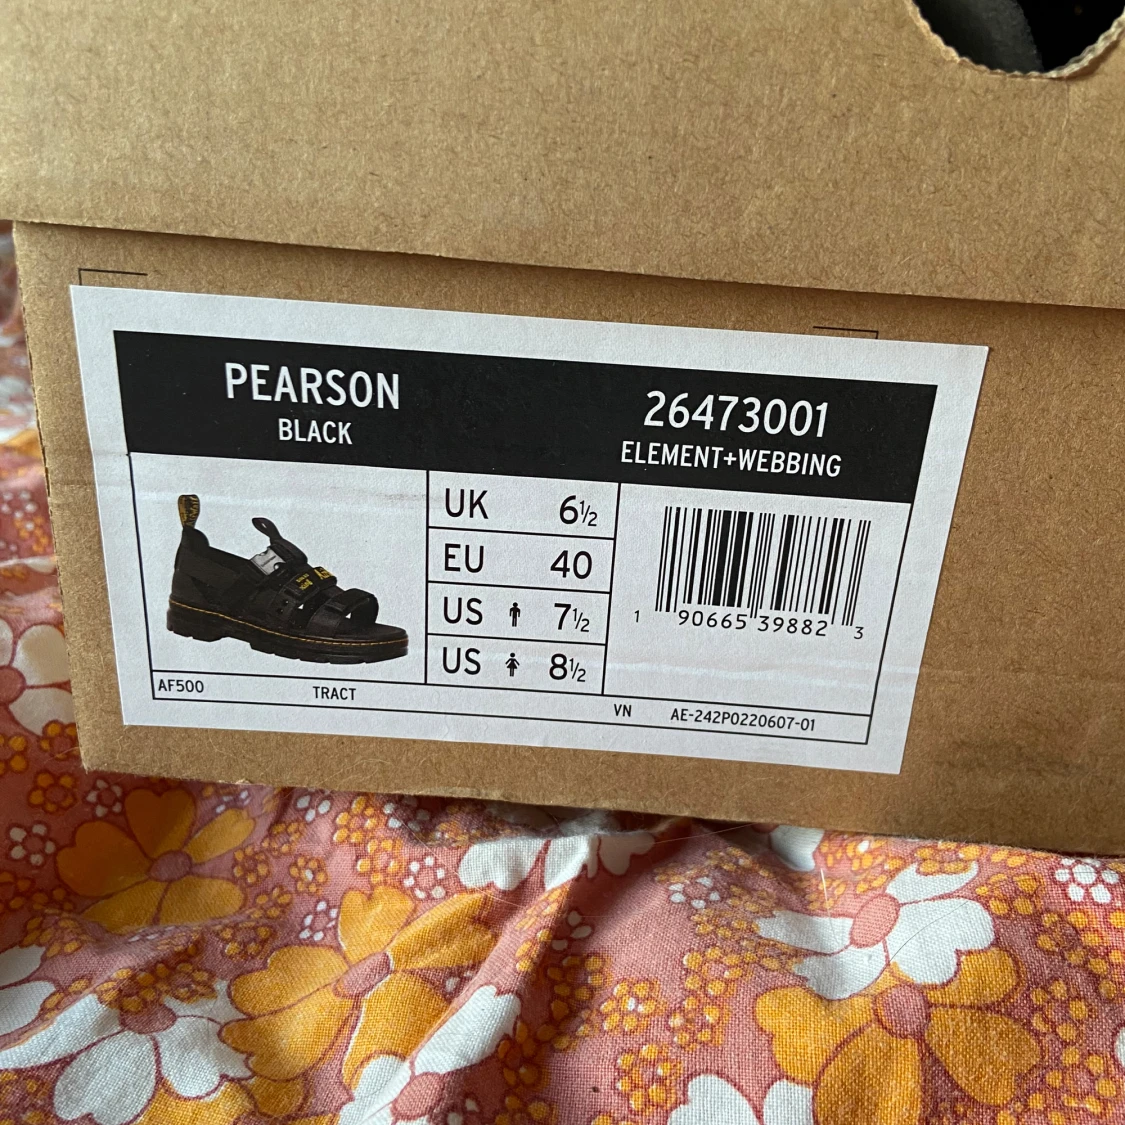 PEARSON
BLACK
26473001
ELEMENT+WEBBING
UK 6½
EU 40
US 7½
US 8½
1 90665 39882 3
AF500 TRACT
VN AE-242P0220607-01